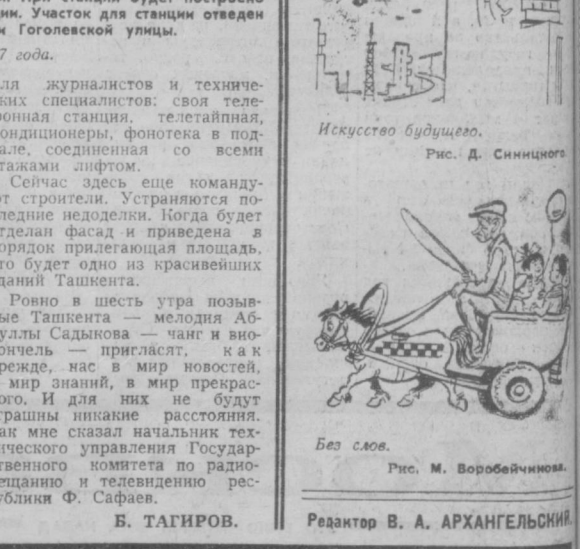 ии. Участок для станции отведен
и Гоголевской улицы.
7 года.
ля журналистов и техниче-
ких специалистов: своя теле-
онная станция, телетайпная,
ондиционеры, фонотека в под-
але, соединенная со всеми
тажами лифтом.
Сейчас здесь еще команду-
т строители. Устраняются по-
ледние недоделки. Когда будет
тделан фасад и приведена в
орядок прилегающая площадь,
то будет одно из красивейших
даний Ташкента.
Ровно в шесть утра позыв-
ые Ташкента — мелодия Аб-
уллы Садыкова — чанг и вио-
ончель — пригласят, как
режде, нас в мир новостей,
мир знаний, в мир прекрас-
ого. И для них не будут
трашны никакие расстояния.
ак мне сказал начальник тех-
ического управления Государ-
твенного комитета по радио-
ещанию и телевидению рес-
ублики Ф. Сафаев.
Б. ТАГИРОВ.
Искусство будущего.
Рис. Д. Синицкого
Без слов.
Рис. М. Воробейчикова.
Редактор В. А. АРХАНГЕЛЬСКИЙ.